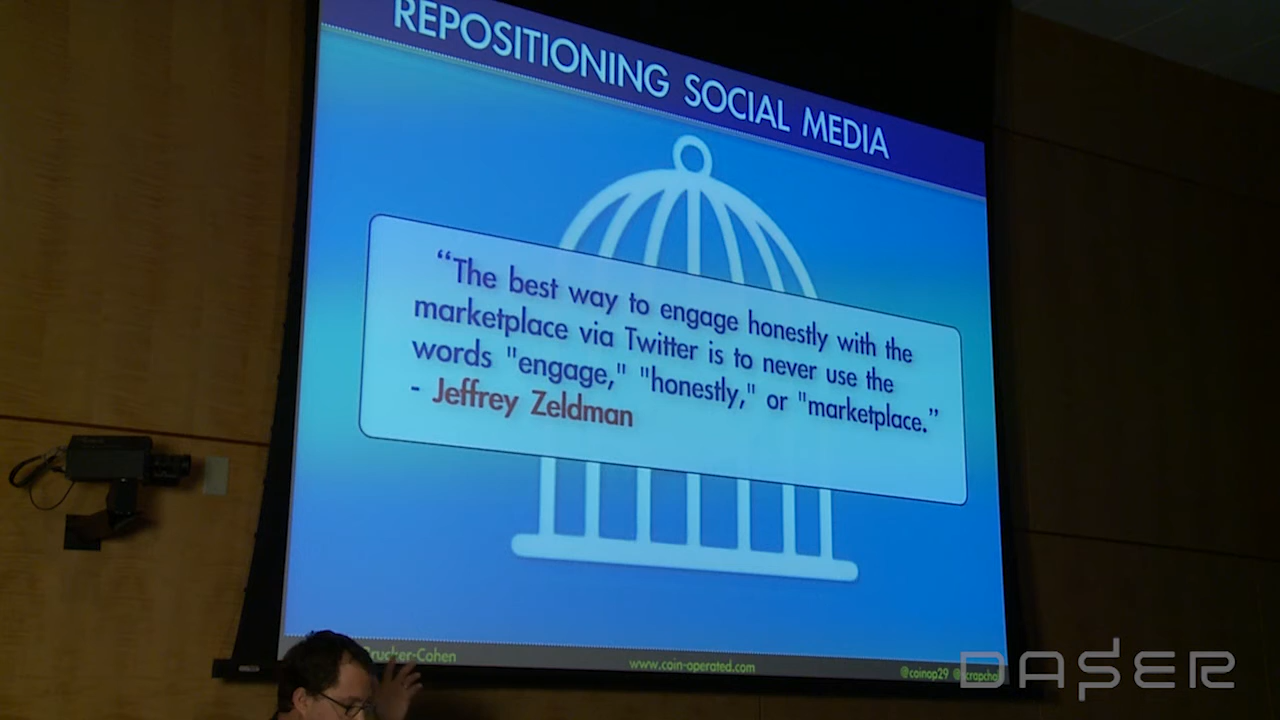 REPOSITIONING SOCIAL MEDIA
“The best way to engage honestly with the
marketplace via Twitter is to never use the
words "engage," "honestly," or "marketplace.”
- Jeffrey Zeldman
Brucker-Cohen
www.coin-operated.com
@coinop29
DASER